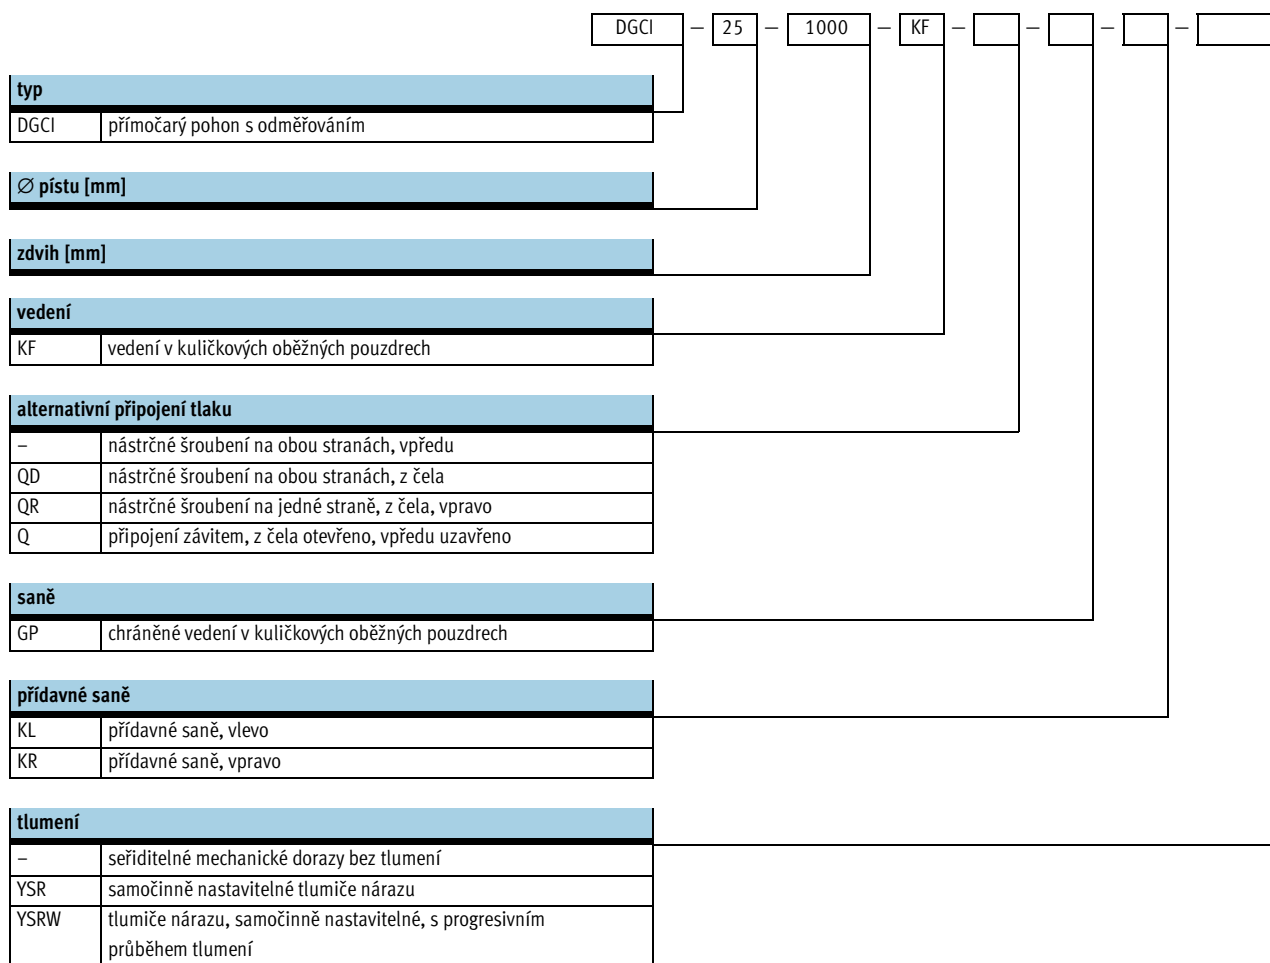 DGCI – 25 – 1000 – KF – – – –
typ
DGCI přímočarý pohon s odměřováním
∅ pístu [mm]
zdvih [mm]
vedení
KF vedení v kuličkových oběžných pouzdrech
alternativní připojení tlaku
– nástrčné šroubení na obou stranách, vpředu
QD nástrčné šroubení na obou stranách, z čela
QR nástrčné šroubení na jedné straně, z čela, vpravo
Q připojení závitem, z čela otevřeno, vpředu uzavřeno
saně
GP chráněné vedení v kuličkových oběžných pouzdrech
přídavné saně
KL přídavné saně, vlevo
KR přídavné saně, vpravo
tlumení
– seřiditelné mechanické dorazy bez tlumení
YSR samočinně nastavitelné tlumiče nárazu
YSRW tlumiče nárazu, samočinně nastavitelné, s progresivním
průběhem tlumení